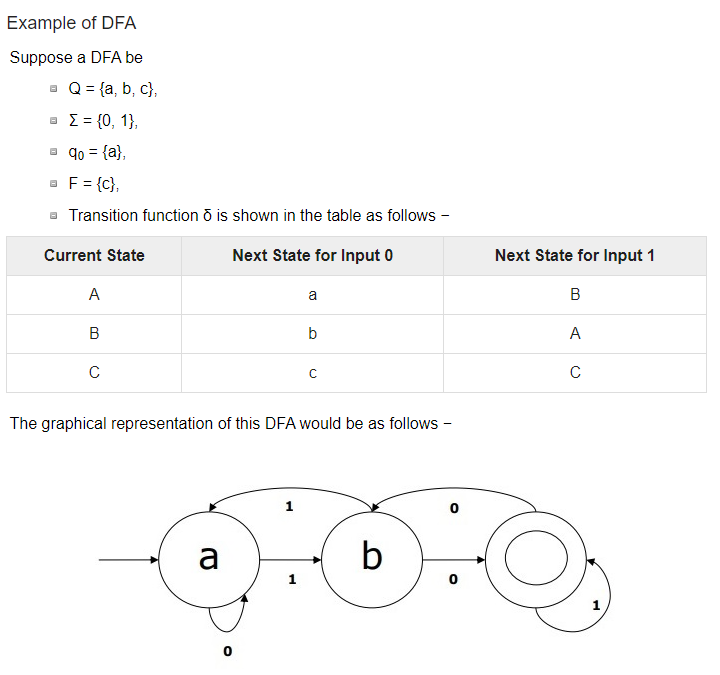 Example of DFA
Suppose a DFA be
Q = {a, b, c},
Σ = {0, 1},
q₀ = {a},
F = {c},
Transition function δ is shown in the table as follows −
Current State Next State for Input 0 Next State for Input 1
A a B
B b A
C c C
The graphical representation of this DFA would be as follows −
1 0
a b
1 0
1
0